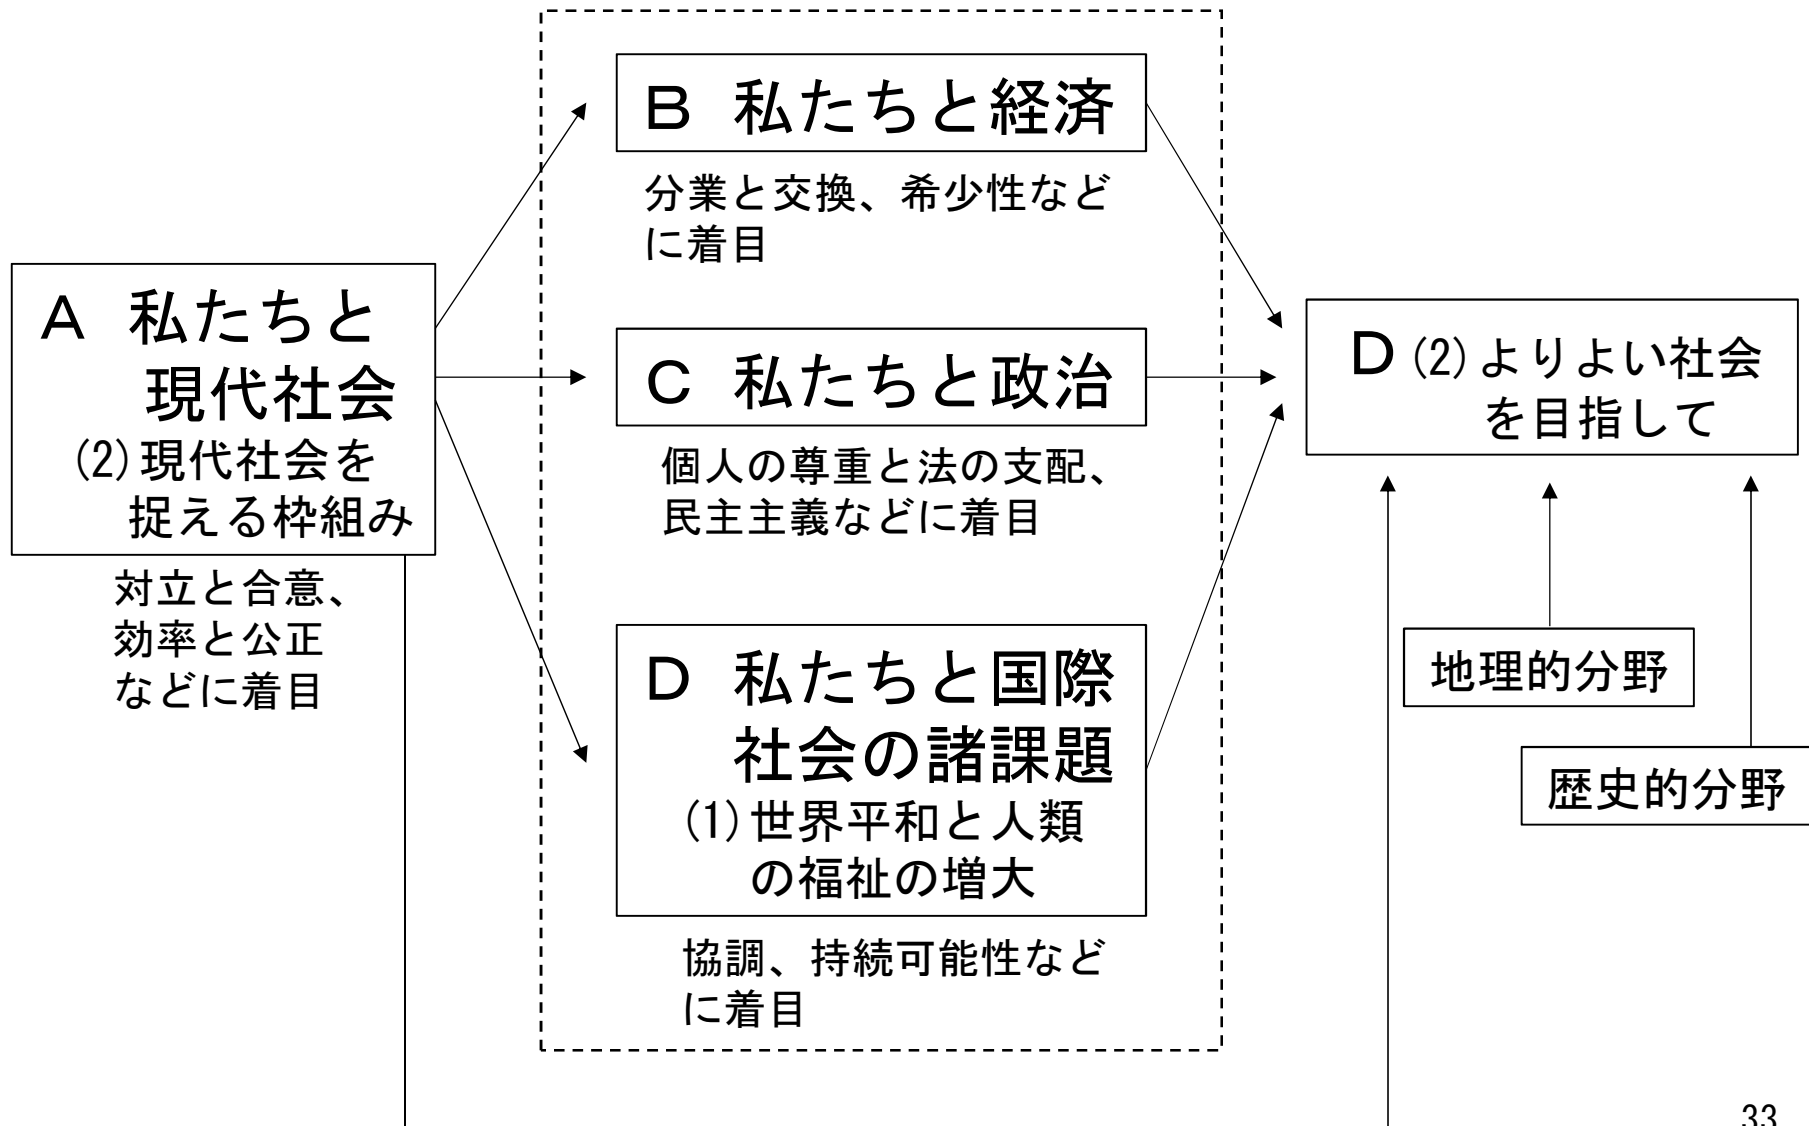 A 私たちと
現代社会
(2)現代社会を
捉える枠組み
対立と合意、
効率と公正
などに着目
B 私たちと経済
分業と交換、希少性など
に着目
C 私たちと政治
個人の尊重と法の支配、
民主主義などに着目
D 私たちと国際
社会の諸課題
(1)世界平和と人類
の福祉の増大
協調、持続可能性など
に着目
D(2)よりよい社会
を目指して
地理的分野
歴史的分野
33